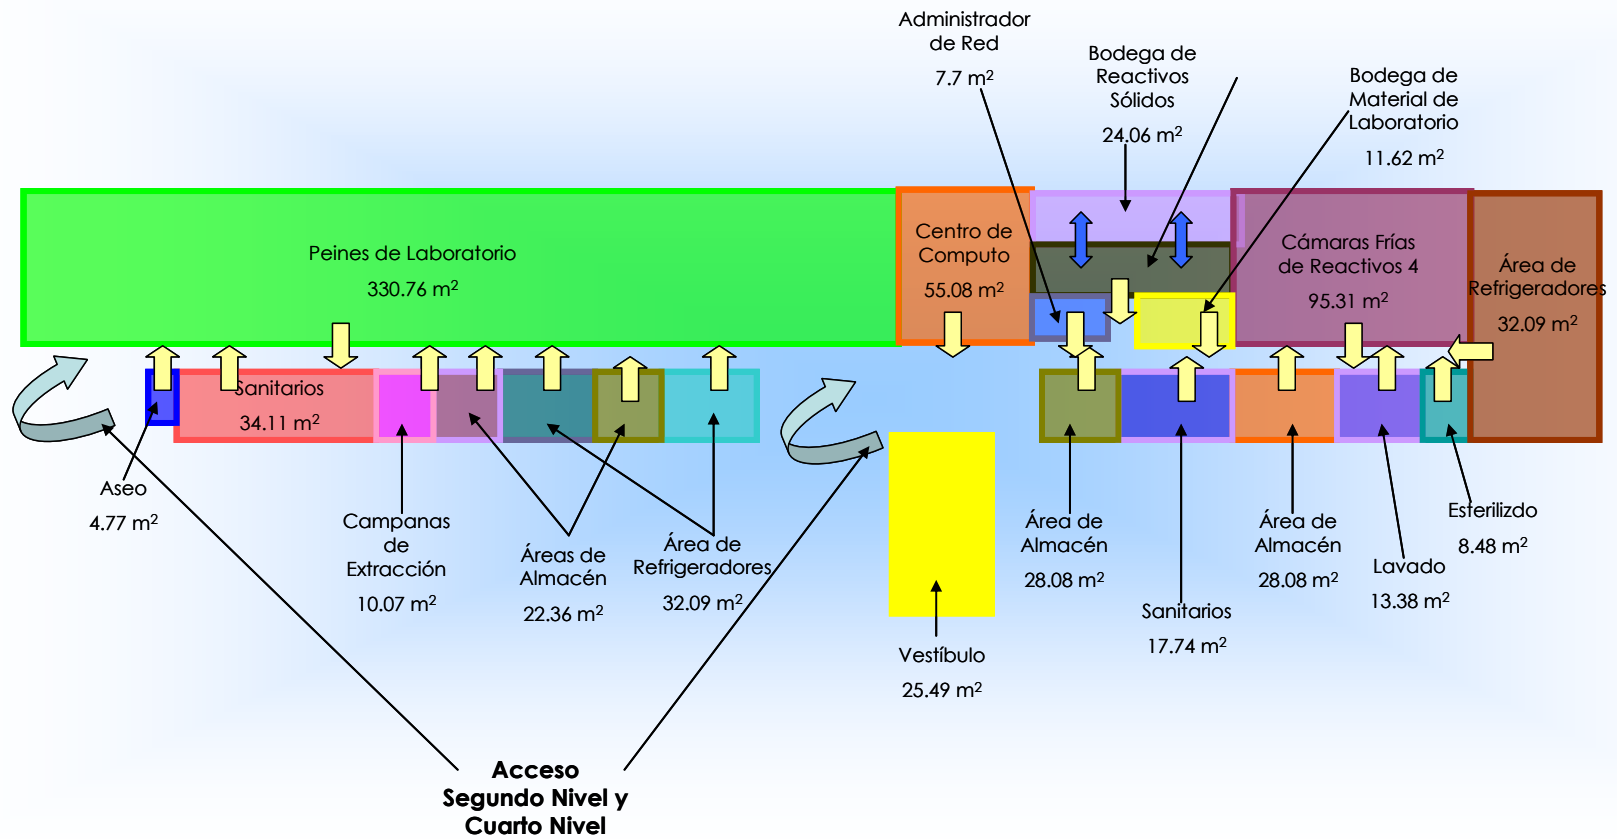 Administrador
de Red
7.7 m²
Bodega de
Reactivos
Sólidos
24.06 m²
Bodega de
Material de
Laboratorio
11.62 m²
Peines de Laboratorio
330.76 m²
Centro de
Computo
55.08 m²
Cámaras Frías
de Reactivos 4
95.31 m²
Área de
Refrigeradores
32.09 m²
Sanitarios
34.11 m²
Aseo
4.77 m²
Campanas
de
Extracción
10.07 m²
Áreas de
Almacén
22.36 m²
Área de
Refrigeradores
32.09 m²
Vestíbulo
25.49 m²
Área de
Almacén
28.08 m²
Sanitarios
17.74 m²
Área de
Almacén
28.08 m²
Lavado
13.38 m²
Esterilizdo
8.48 m²
Acceso
Segundo Nivel y
Cuarto Nivel